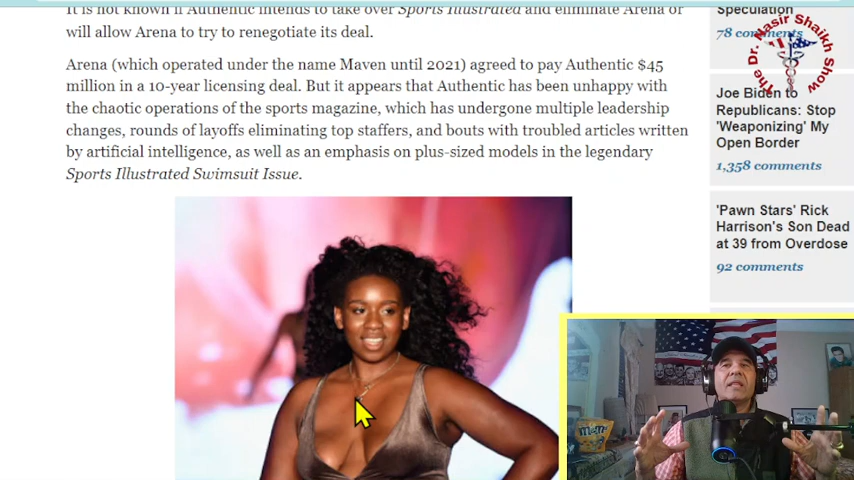 It is not known if Authentic intends to take over Sports Illustrated and eliminate Arena or
will allow Arena to try to renegotiate its deal.
Arena (which operated under the name Maven until 2021) agreed to pay Authentic $45
million in a 10-year licensing deal. But it appears that Authentic has been unhappy with
the chaotic operations of the sports magazine, which has undergone multiple leadership
changes, rounds of layoffs eliminating top staffers, and bouts with troubled articles written
by artificial intelligence, as well as an emphasis on plus-sized models in the legendary
Sports Illustrated Swimsuit Issue.
Speculation
78 comments
The Dr. Nasir Shaikh Show
Joe Biden to
Republicans: Stop
'Weaponizing' My
Open Border
1,358 comments
'Pawn Stars' Rick
Harrison's Son Dead
at 39 from Overdose
92 comments
m&m's